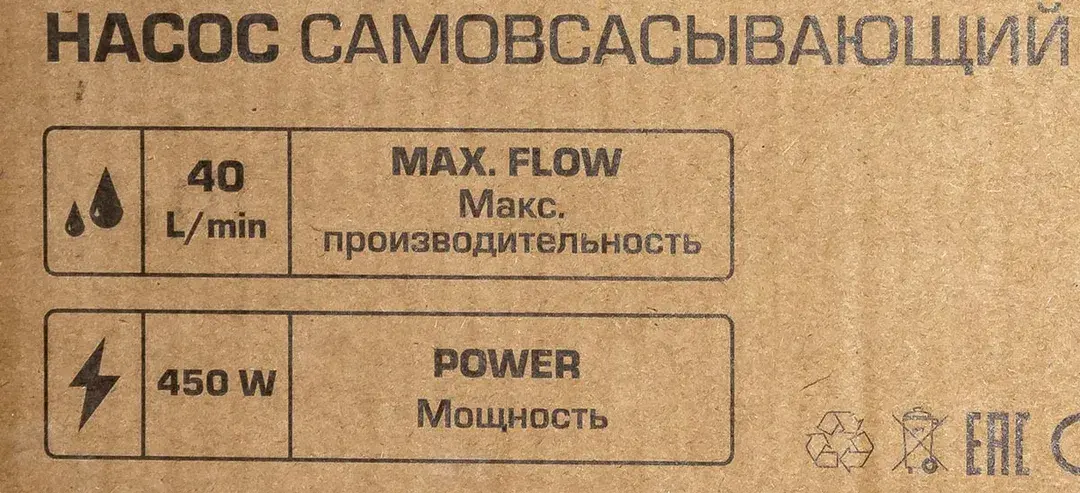 НАСОС САМОВСАСЫВАЮЩИЙ
40
L/min
MAX. FLOW
Макс.
производительность
450 W
POWER
Мощность
EAC